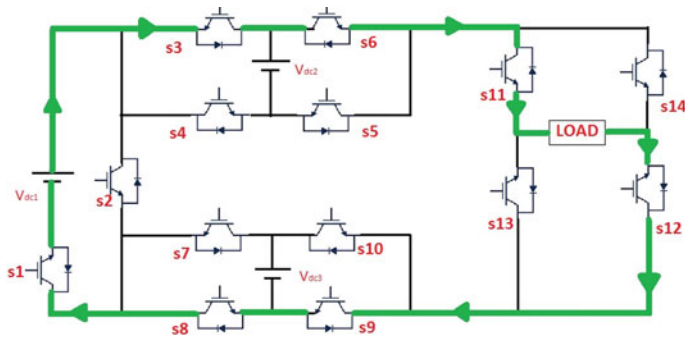 s3 s6
s11 s14
Vdc2
s4 s5
LOAD
Vdc1
s2
s13 s12
s7 s10
s1
Vdc3
s8 s9